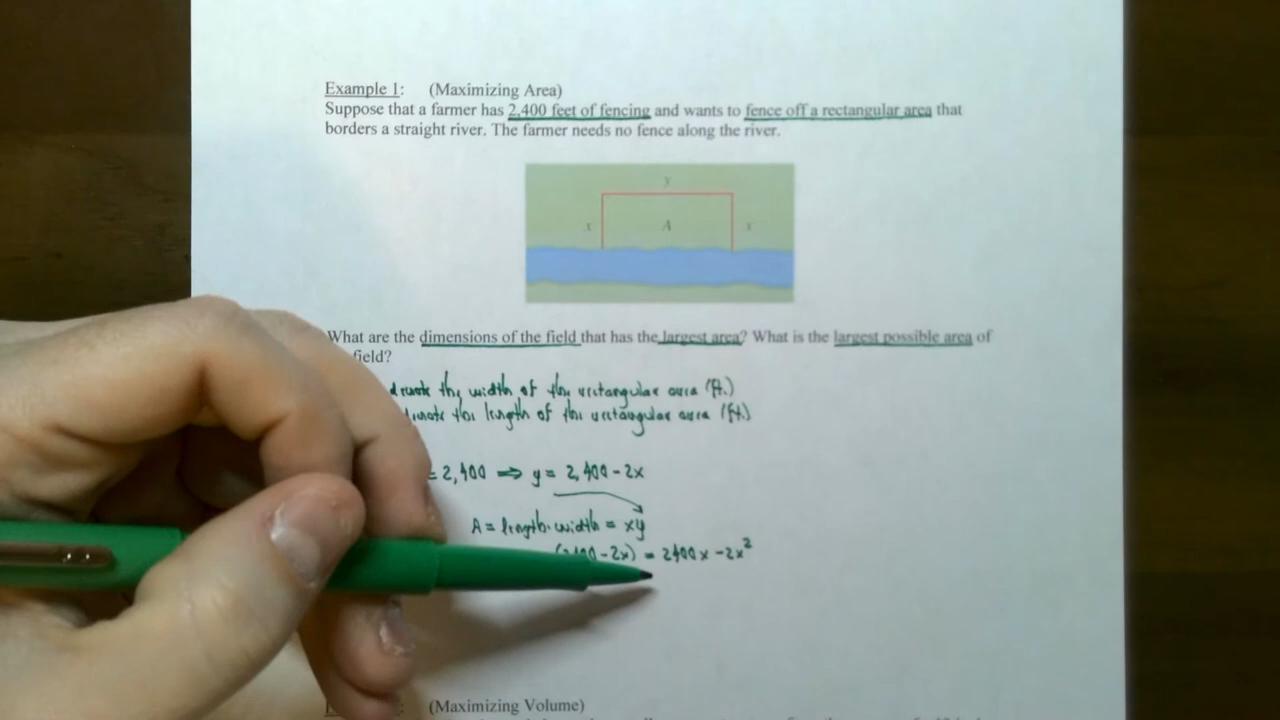 Example 1: (Maximizing Area)
Suppose that a farmer has 2,400 feet of fencing and wants to fence off a rectangular area that
borders a straight river. The farmer needs no fence along the river.
y
x A x
What are the dimensions of the field that has the largest area? What is the largest possible area of
field?
the width of the rectangular area (ft.)
the length of the rectangular area (ft.)
= 2,400 ⇒ y = 2,400 - 2x
A = length · width = xy
- 2x) = 2400x - 2x²
(Maximizing Volume)